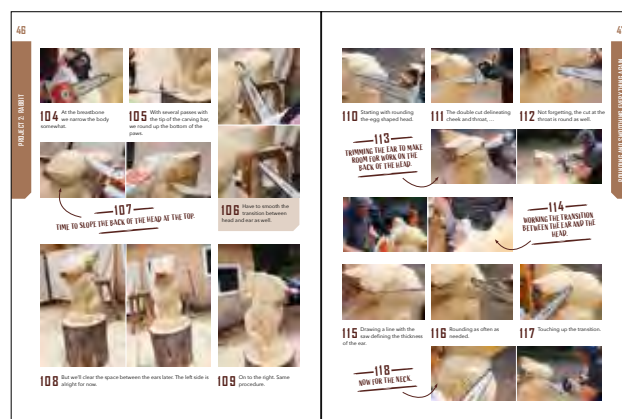 46
PROJECT 2: RABBIT
104 At the breastbone
we narrow the body
somewhat.
105 With several passes with
the tip of the carving bar,
we round up the bottom of the
paws.
107
TIME TO SLOPE THE BACK OF THE HEAD AT THE TOP.
106 Have to smooth the
transition between
head and ear as well.
108 But we'll clear the space between the ears later. The left side is
alright for now.
109 On to the right. Same
procedure.
ROUNDING AND SMOOTHING EVERYTHING AGAIN
110 Starting with rounding
the egg shaped head.
111 The double cut delineating
cheek and throat, ...
112 Not forgetting, the cut at the
throat is round as well.
113
TRIMMING THE EAR TO MAKE
ROOM FOR WORK ON THE
BACK OF THE HEAD.
114
WORKING THE TRANSITION
BETWEEN THE EAR AND THE
HEAD.
115 Drawing a line with the
saw defining the thickness
of the ear.
116 Rounding as often as
needed.
117 Touching up the transition.
118
NOW FOR THE NECK.